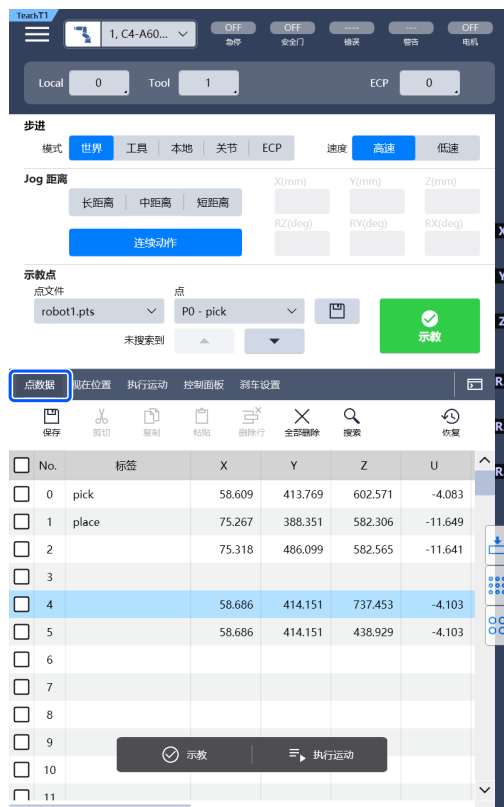 TeachT1
1, C4-A60...
OFF OFF ---- --- OFF
急停 安全门 错误 警告 电机
Local 0 Tool 1 ECP 0
步进
模式 世界 工具 本地 关节 ECP 速度 高速 低速
Jog 距离 X(mm) Y(mm) Z(mm)
长距离 中距离 短距离
RZ(deg) RY(deg) RX(deg)
连续动作
示教点
点文件 点
robot1.pts P0 - pick
示教
未搜索到
点数据 现在位置 执行运动 控制面板 刹车设置
保存 剪切 复制 粘贴 删除行 全部删除 搜索 恢复
No. 标签 X Y Z U
0 pick 58.609 413.769 602.571 -4.083
1 place 75.267 388.351 582.306 -11.649
2 75.318 486.099 582.565 -11.641
3
4 58.686 414.151 737.453 -4.103
5 58.686 414.151 438.929 -4.103
6
7
8
9
示教 执行运动
10
11
X
Y
Z
R
R
R